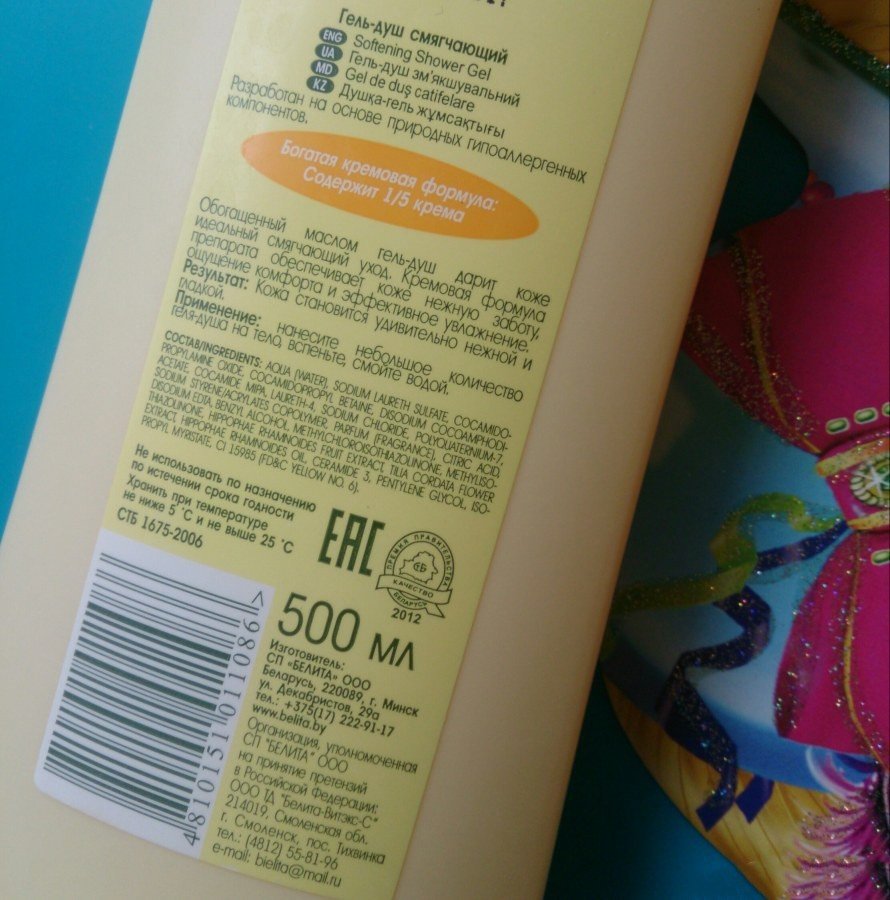 Гель-душ смягчающий
ENG Softening Shower Gel
UA Гель-душ зм'якшувальний
MD Gel de duş catifelare
KZ Душқа-гель жұмсақтығы
Разработан на основе природных гипоаллергенных
компонентов.
Богатая кремовая формула:
Содержит 1/5 крема
Обогащенный маслом гель-душ дарит коже
идеальный смягчающий уход. Кремовая формула
препарата обеспечивает коже нежную заботу,
ощущение комфорта и эффективное увлажнение.
Результат: Кожа становится удивительно нежной и
гладкой.
Применение: нанесите небольшое количество
геля-душа на тело, вспеньте, смойте водой.
СОСТАВ/INGREDIENTS: AQUA (WATER), SODIUM LAURETH SULFATE, COCAMIDO-
PROPYLAMINE OXIDE, COCAMIDOPROPYL BETAINE, DISODIUM COCOAMPHODI-
ACETATE, COCAMIDE MIPA, LAURETH-4, SODIUM CHLORIDE, POLYQUATERNIUM-7,
SODIUM STYRENE/ACRYLATES COPOLYMER, PARFUM (FRAGRANCE), CITRIC ACID,
DISODIUM EDTA, BENZYL ALCOHOL, METHYLCHLOROISOTHIAZOLINONE, METHYLISO-
THIAZOLINONE, HIPPOPHAE RHAMNOIDES FRUIT EXTRACT, TILIA CORDATA FLOWER
EXTRACT, HIPPOPHAE RHAMNOIDES OIL, CERAMIDE 3, PENTYLENE GLYCOL, ISO-
PROPYL MYRISTATE, CI 15985 (FD&C YELLOW NO. 6).
Не использовать по назначению
по истечении срока годности
Хранить при температуре
не ниже 5 °С и не выше 25 °С
СТБ 1675-2006
EAC
ПРЕМИЯ ПРАВИТЕЛЬСТВА
СТБ
КАЧЕСТВО
БЕЛАРУСЬ
2012
500 мл
4810151011086>
Изготовитель:
СП «БЕЛИТА» ООО
Беларусь, 220089, г. Минск
ул. Декабристов, 29а
тел.: +375(17) 222-91-17
www.belita.by
Организация, уполномоченная
СП "БЕЛИТА" ООО
на принятие претензий
в Российской Федерации:
ООО ТД "Белита-Витэкс-С"
214019, Смоленская обл.
г. Смоленск, пос. Тихвинка
тел.: (4812) 55-81-96
e-mail: bielita@mail.ru